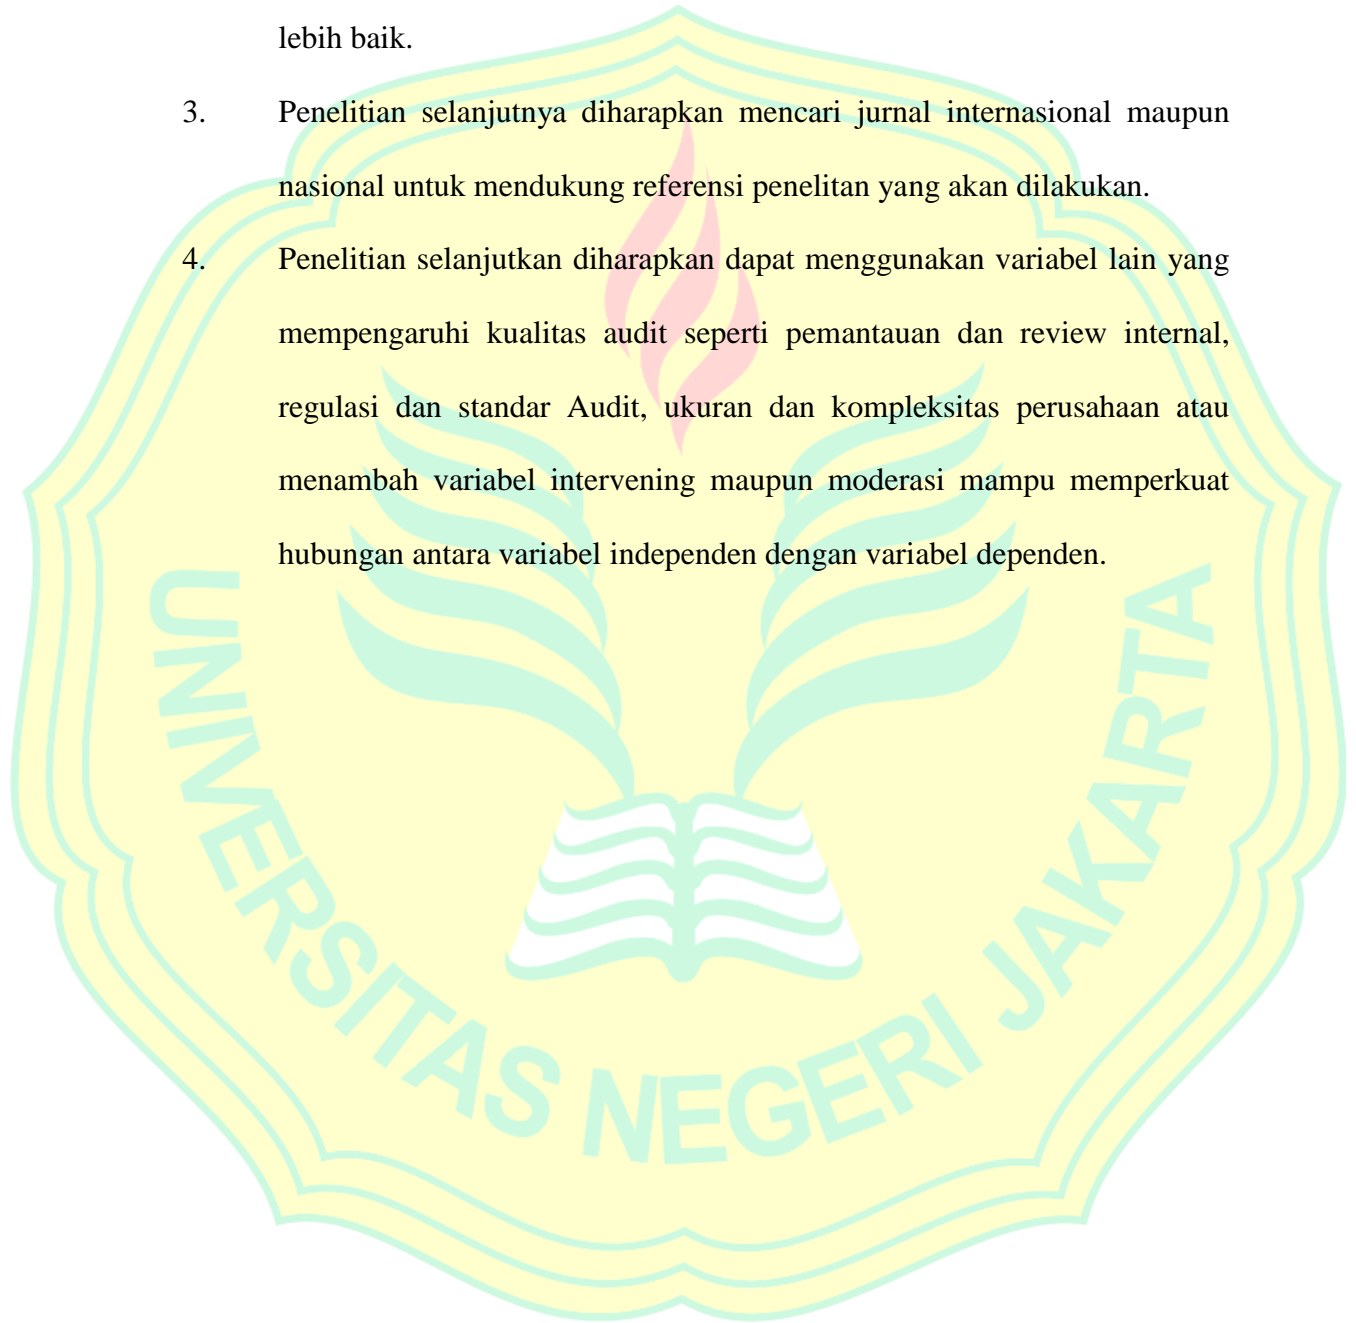 lebih baik.
3. Penelitian selanjutnya diharapkan mencari jurnal internasional maupun
nasional untuk mendukung referensi penelitan yang akan dilakukan.
4. Penelitian selanjutkan diharapkan dapat menggunakan variabel lain yang
mempengaruhi kualitas audit seperti pemantauan dan review internal,
regulasi dan standar Audit, ukuran dan kompleksitas perusahaan atau
menambah variabel intervening maupun moderasi mampu memperkuat
hubungan antara variabel independen dengan variabel dependen.
UNIVERSITAS NEGERI JAKARTA